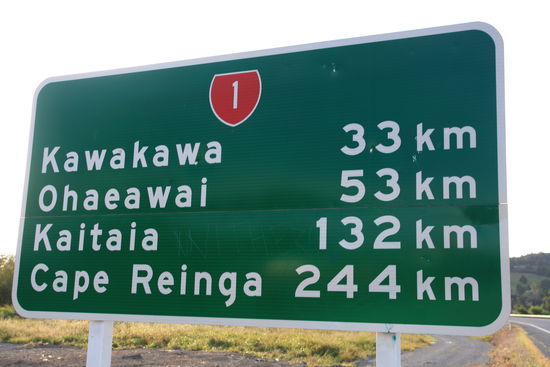 1
Kawakawa 33 km
Ohaeawai 53 km
Kaitaia 132 km
Cape Reinga 244 km